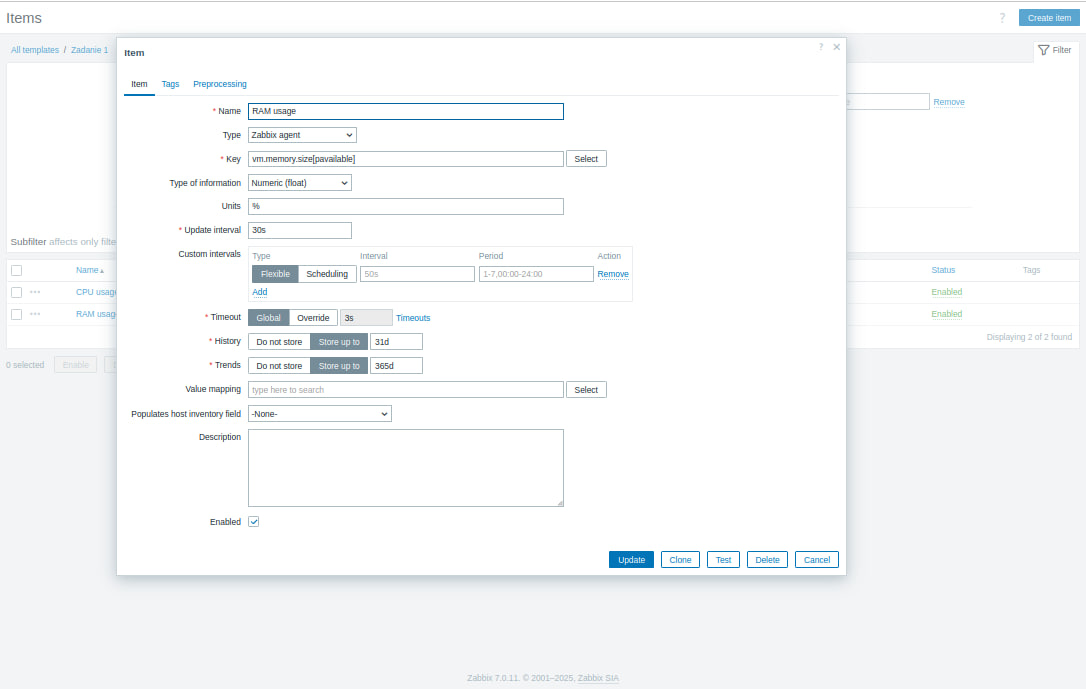 Items
? Create item
All templates / Zadanie 1
Filter
Item
? ×
Item Tags Preprocessing
* Name RAM usage
Remove
Type Zabbix agent
* Key vm.memory.size[pavailable] Select
Type of information Numeric (float)
Units %
* Update interval 30s
Subfilter affects only filte
Custom intervals Type Interval Period Action
Flexible Scheduling 50s 1-7,00:00-24:00 Remove
Add
Name Status Tags
CPU usage Enabled
RAM usag Enabled
* Timeout Global Override 3s Timeouts
Displaying 2 of 2 found
* History Do not store Store up to 31d
* Trends Do not store Store up to 365d
0 selected Enable
Value mapping type here to search Select
Populates host inventory field -None-
Description
Enabled
Update Clone Test Delete Cancel
Zabbix 7.0.11. © 2001–2025, Zabbix SIA